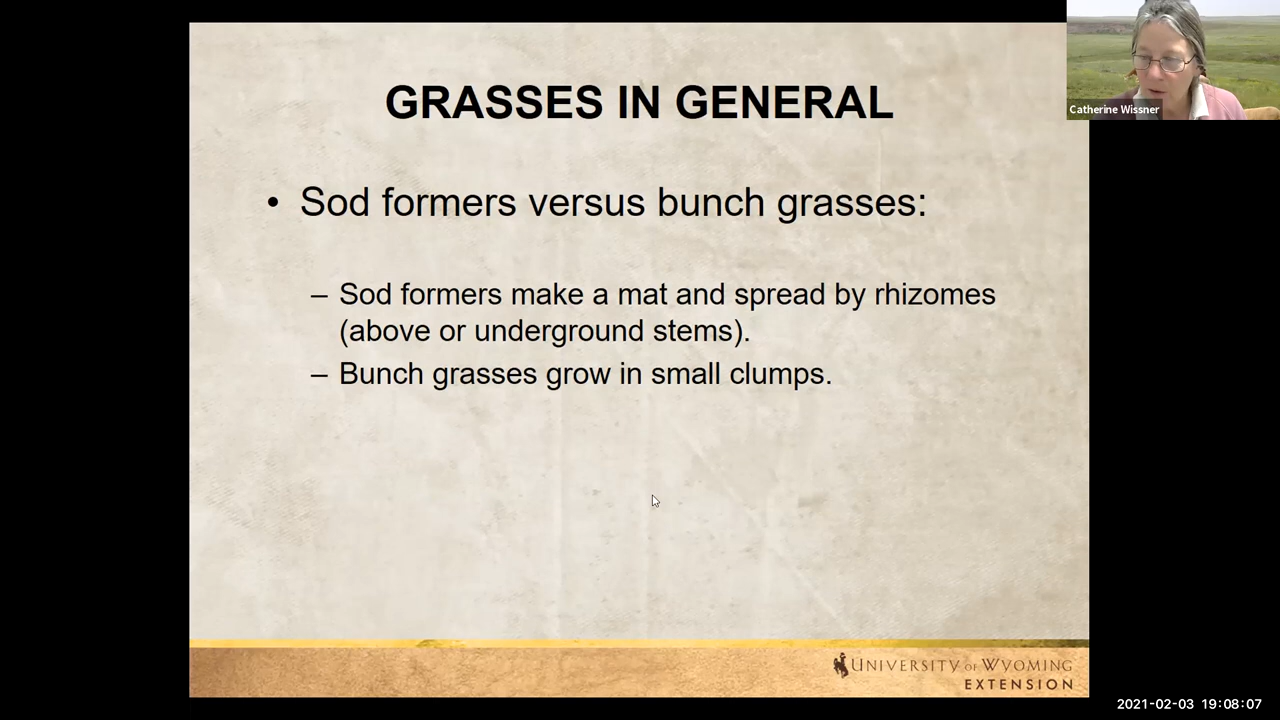 GRASSES IN GENERAL
• Sod formers versus bunch grasses:
– Sod formers make a mat and spread by rhizomes
(above or underground stems).
– Bunch grasses grow in small clumps.
UNIVERSITY OF WYOMING
EXTENSION
Catherine Wissner
2021-02-03 19:08:07